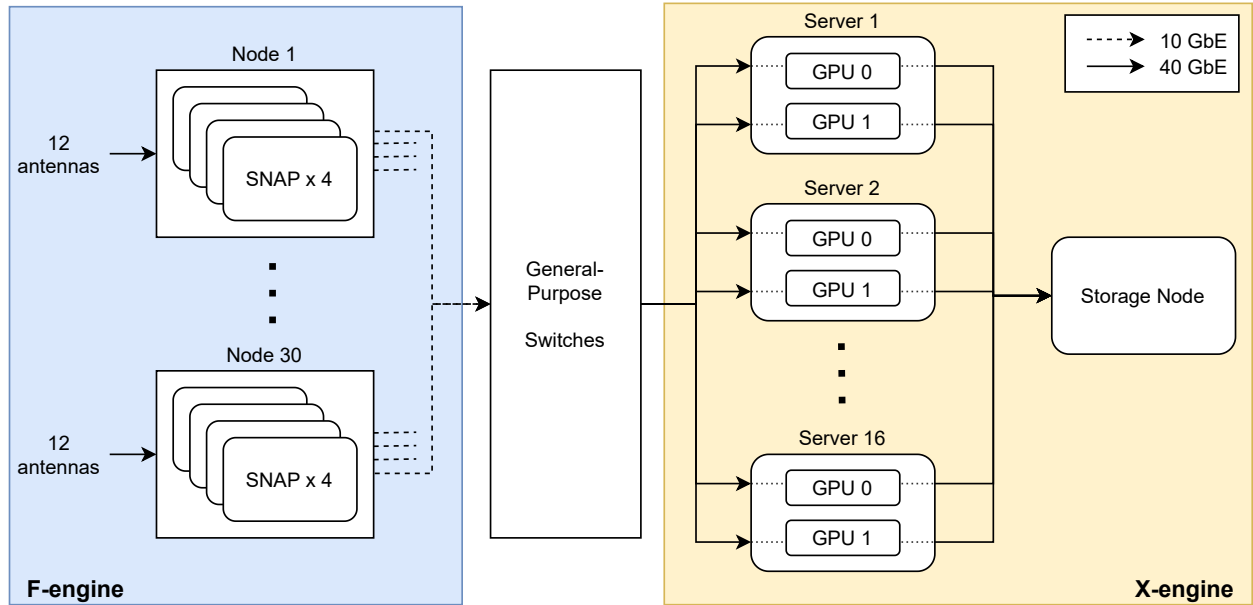 Node 1
12
antennas
SNAP x 4
Node 30
12
antennas
SNAP x 4
F-engine
General-
Purpose
Switches
Server 1
GPU 0
GPU 1
Server 2
GPU 0
GPU 1
Server 16
GPU 0
GPU 1
10 GbE
40 GbE
Storage Node
X-engine